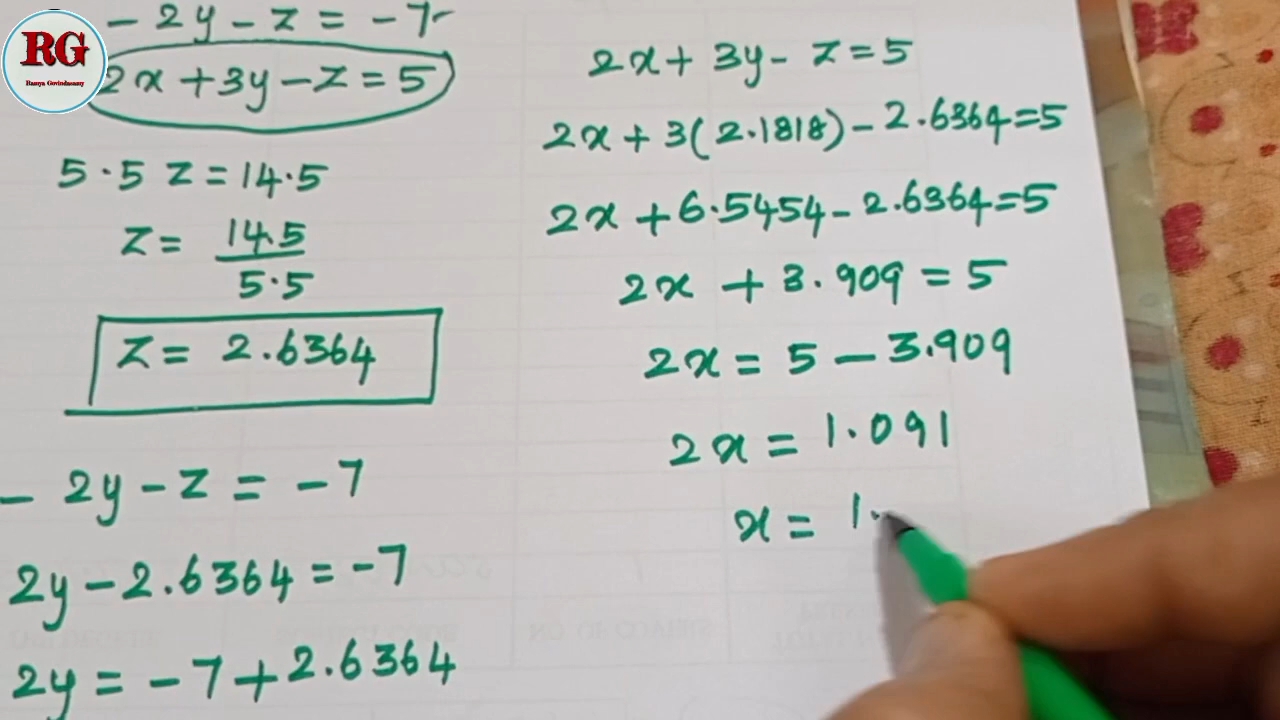 RG
Ramya Govindasamy
- 2y - z = -7
2x + 3y - z = 5
5.5 z = 14.5
z = 14.5
5.5
z = 2.6364
- 2y - z = -7
2y - 2.6364 = -7
2y = -7 + 2.6364
2x + 3y - z = 5
2x + 3(2.1818) - 2.6364 = 5
2x + 6.5454 - 2.6364 = 5
2x + 3.909 = 5
2x = 5 - 3.909
2x = 1.091
x = 1.